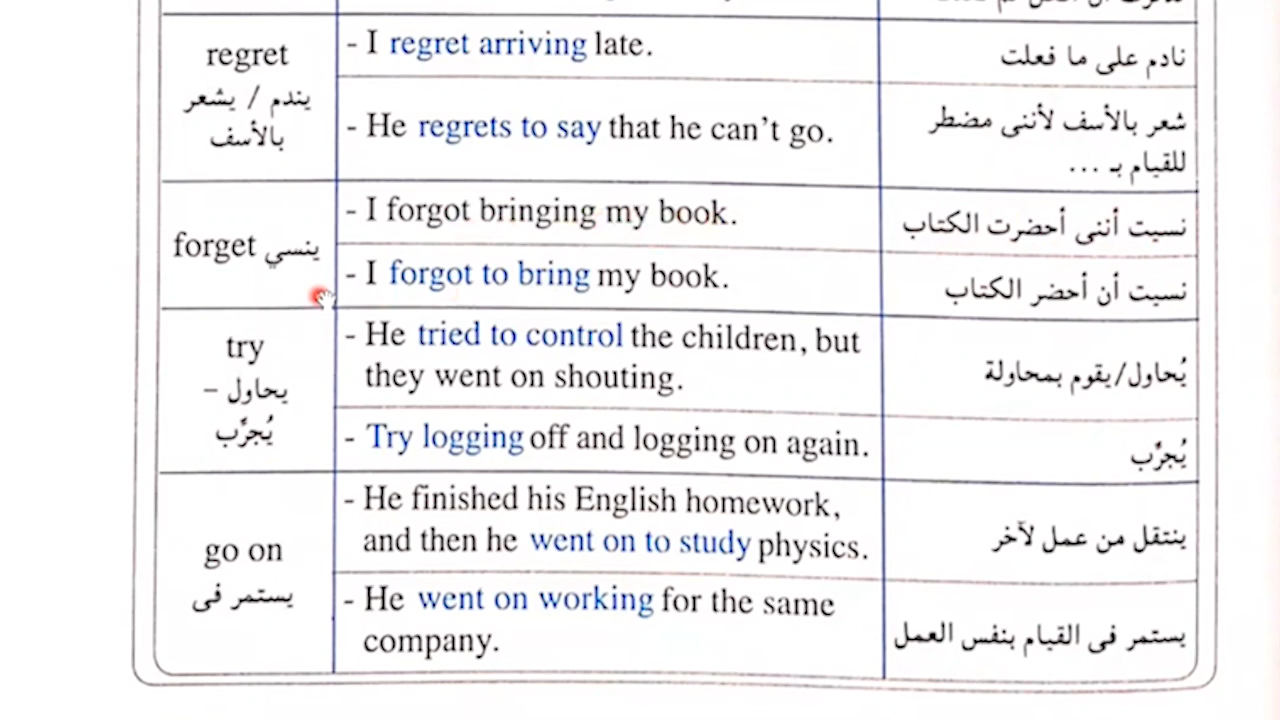 regret
يندم / يشعر
بالأسف
- I regret arriving late.
نادم على ما فعلت
- He regrets to say that he can't go.
شعر بالأسف لأننى مضطر
للقيام بـ ...
forget ينسي
- I forgot bringing my book.
نسيت أننى أحضرت الكتاب
- I forgot to bring my book.
نسيت أن أحضر الكتاب
try
يحاول –
يُجرَّب
- He tried to control the children, but
they went on shouting.
يُحاول/يقوم بمحاولة
- Try logging off and logging on again.
يُجرَّب
go on
يستمر فى
- He finished his English homework,
and then he went on to study physics.
ينتقل من عمل لآخر
- He went on working for the same
company.
يستمر فى القيام بنفس العمل